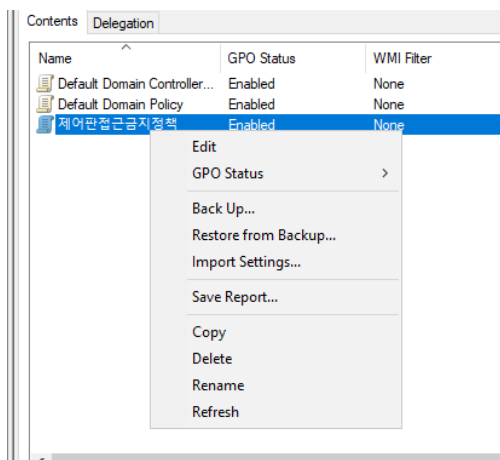 Contents Delegation
Name GPO Status WMI Filter
Default Domain Controller... Enabled None
Default Domain Policy Enabled None
제어판접근금지정책 Enabled None
Edit
GPO Status
Back Up...
Restore from Backup...
Import Settings...
Save Report...
Copy
Delete
Rename
Refresh